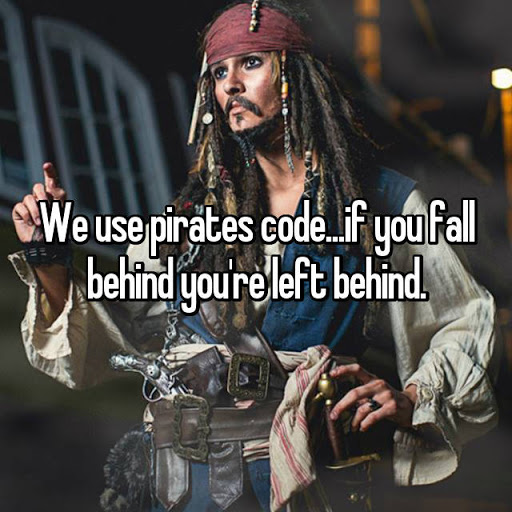 We use pirates code...if you fall
behind you're left behind.